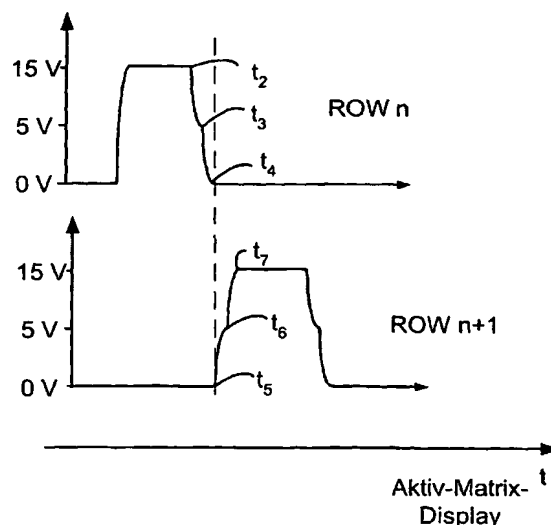 15 V
t₂
ROW n
5 V
t₃
t₄
0 V
t₇
15 V
t₆
ROW n+1
5 V
t₅
0 V
t
Aktiv-Matrix-
Display